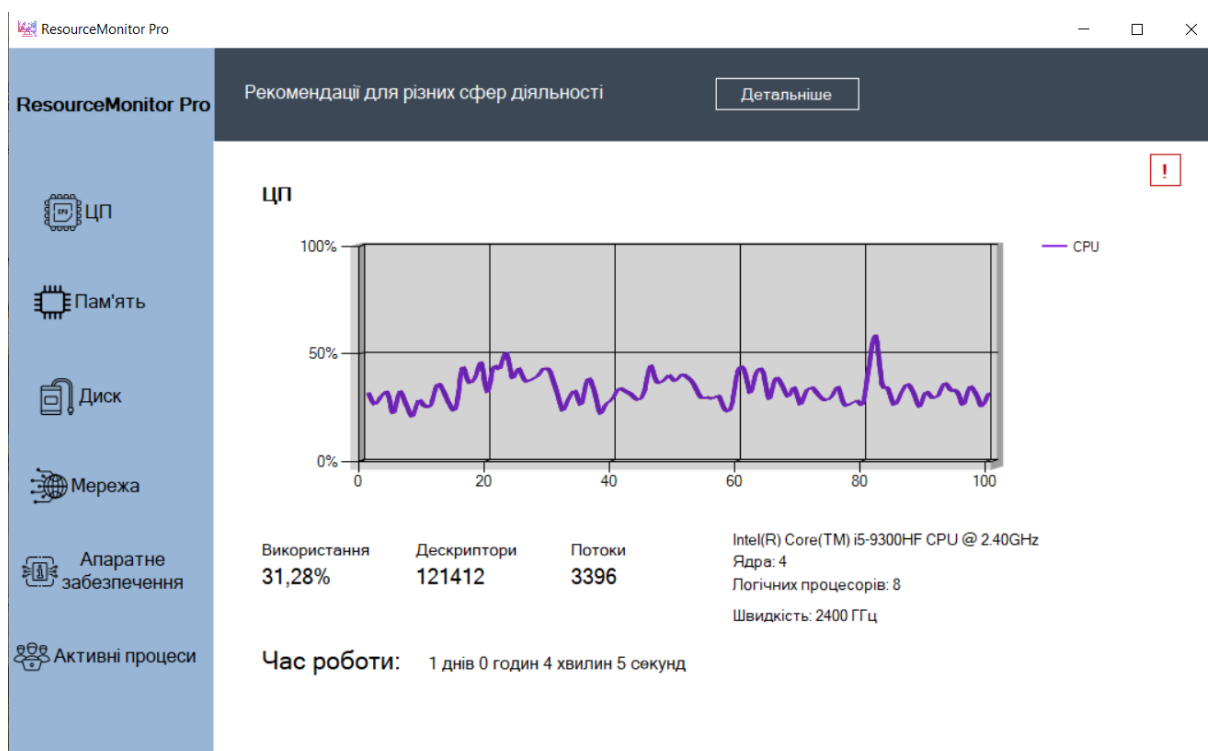 ResourceMonitor Pro
ResourceMonitor Pro
Рекомендації для різних сфер діяльності
Детальніше
ЦП
Пам'ять
Диск
Мережа
Апаратне
забезпечення
Активні процеси
!
ЦП
100%
50%
0%
0 20 40 60 80 100
CPU
Використання
31,28%
Дескриптори
121412
Потоки
3396
Intel(R) Core(TM) i5-9300HF CPU @ 2.40GHz
Ядра: 4
Логічних процесорів: 8
Швидкість: 2400 ГГц
Час роботи: 1 днів 0 годин 4 хвилин 5 секунд